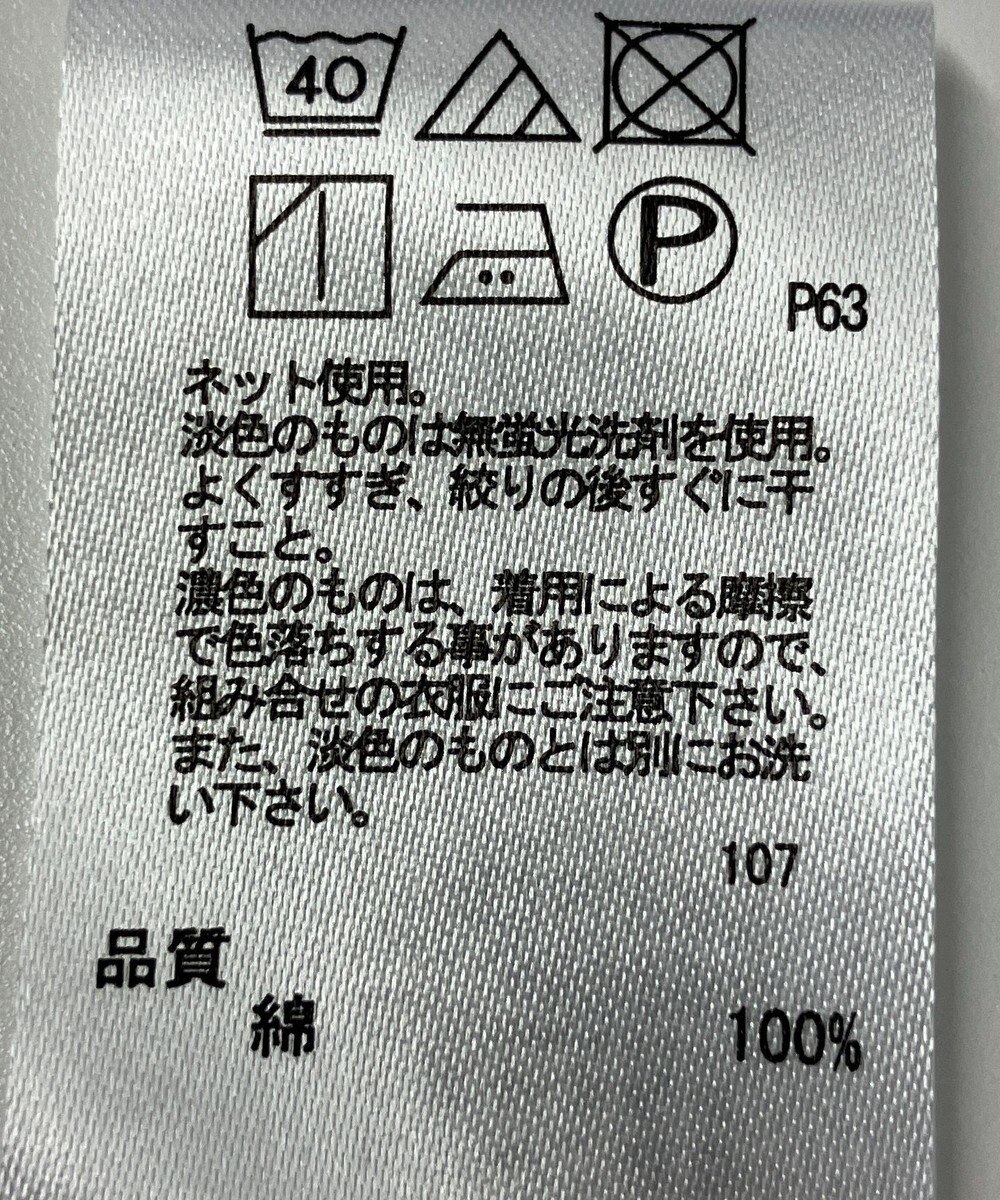 40
P
P63
ネット使用。
淡色のものは無蛍光洗剤を使用。
よくすすぎ、絞りの後すぐに干
すこと。
濃色のものは、着用による摩擦
で色落ちする事がありますので、
組み合せの衣服にご注意下さい。
また、淡色のものとは別にお洗
い下さい。
107
品質
綿 100%